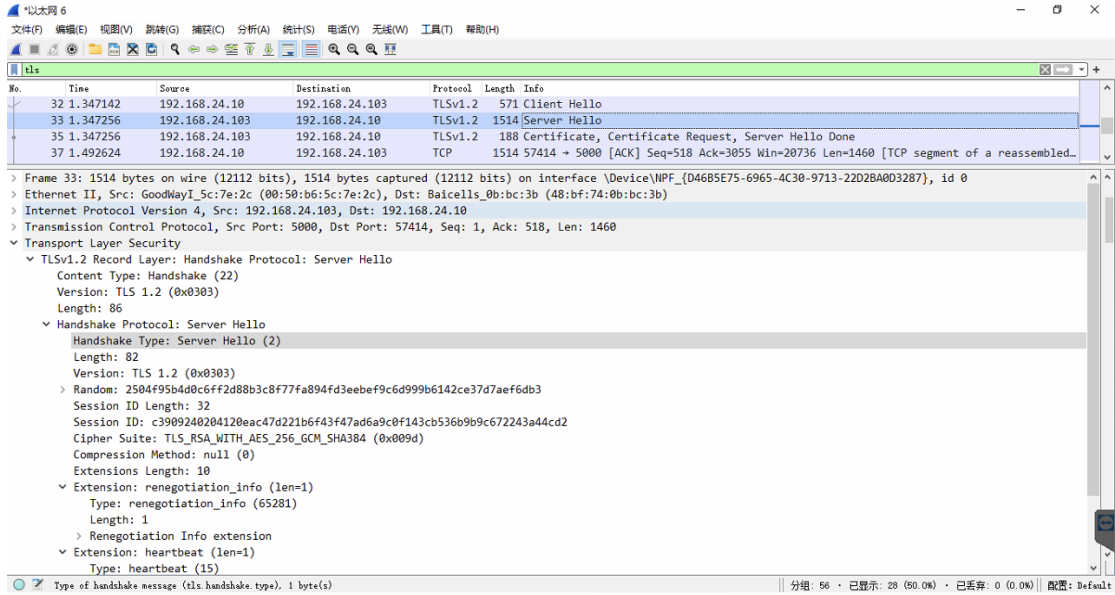 *以太网 6
文件(F) 编辑(E) 视图(V) 跳转(G) 捕获(C) 分析(A) 统计(S) 电话(Y) 无线(W) 工具(T) 帮助(H)
tls
No. Time Source Destination Protocol Length Info
32 1.347142 192.168.24.10 192.168.24.103 TLSv1.2 571 Client Hello
33 1.347256 192.168.24.103 192.168.24.10 TLSv1.2 1514 Server Hello
35 1.347256 192.168.24.103 192.168.24.10 TLSv1.2 188 Certificate, Certificate Request, Server Hello Done
37 1.492624 192.168.24.10 192.168.24.103 TCP 1514 57414 → 5000 [ACK] Seq=518 Ack=3055 Win=20736 Len=1460 [TCP segment of a reassembled…
Frame 33: 1514 bytes on wire (12112 bits), 1514 bytes captured (12112 bits) on interface \Device\NPF_{D46B5E75-6965-4C30-9713-22D2BA0D3287}, id 0
Ethernet II, Src: GoodWayI_5c:7e:2c (00:50:b6:5c:7e:2c), Dst: Baicells_0b:bc:3b (48:bf:74:0b:bc:3b)
Internet Protocol Version 4, Src: 192.168.24.103, Dst: 192.168.24.10
Transmission Control Protocol, Src Port: 5000, Dst Port: 57414, Seq: 1, Ack: 518, Len: 1460
Transport Layer Security
TLSv1.2 Record Layer: Handshake Protocol: Server Hello
Content Type: Handshake (22)
Version: TLS 1.2 (0x0303)
Length: 86
Handshake Protocol: Server Hello
Handshake Type: Server Hello (2)
Length: 82
Version: TLS 1.2 (0x0303)
Random: 2504f95b4d0c6ff2d88b3c8f77fa894fd3eebef9c6d999b6142ce37d7aef6db3
Session ID Length: 32
Session ID: c3909240204120eac47d221b6f43f47ad6a9c0f143cb536b9b9c672243a44cd2
Cipher Suite: TLS_RSA_WITH_AES_256_GCM_SHA384 (0x009d)
Compression Method: null (0)
Extensions Length: 10
Extension: renegotiation_info (len=1)
Type: renegotiation_info (65281)
Length: 1
Renegotiation Info extension
Extension: heartbeat (len=1)
Type: heartbeat (15)
Type of handshake message (tls.handshake.type), 1 byte(s) 分组: 56 · 已显示: 28 (50.0%) · 已丢弃: 0 (0.0%) 配置: Default